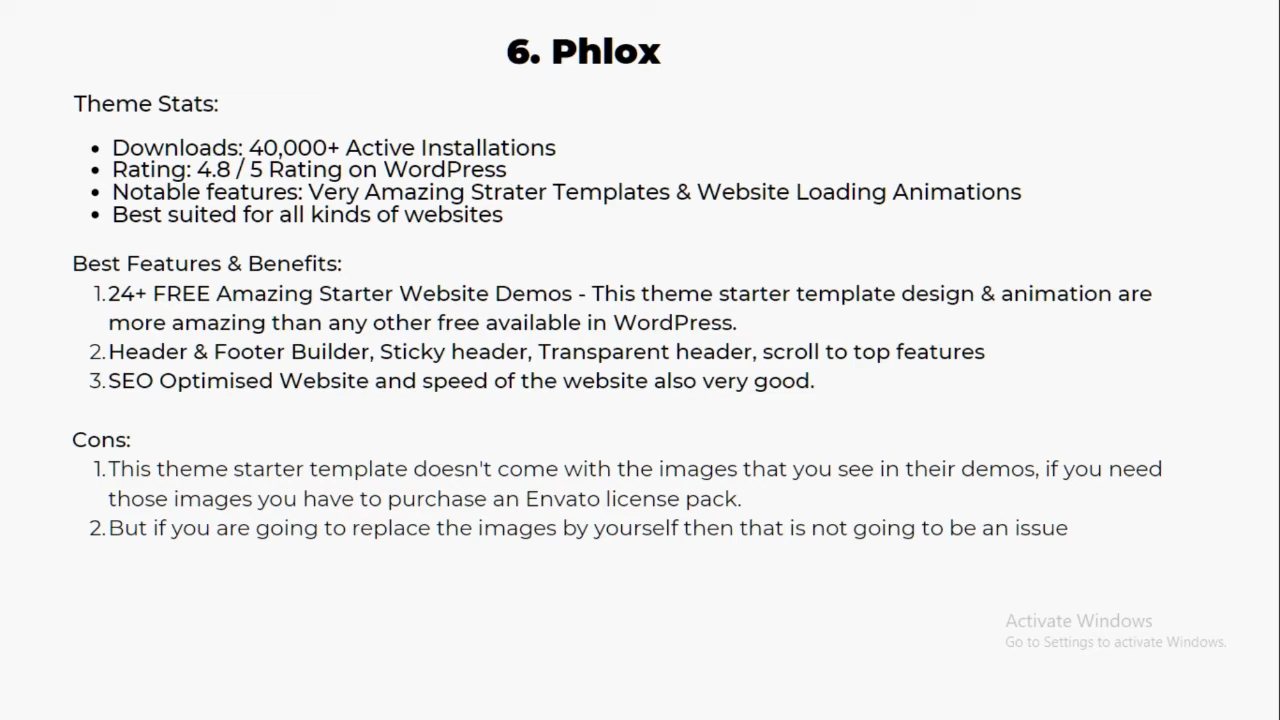 6. Phlox
Theme Stats:
• Downloads: 40,000+ Active Installations
• Rating: 4.8 / 5 Rating on WordPress
• Notable features: Very Amazing Strater Templates & Website Loading Animations
• Best suited for all kinds of websites
Best Features & Benefits:
1. 24+ FREE Amazing Starter Website Demos - This theme starter template design & animation are
more amazing than any other free available in WordPress.
2. Header & Footer Builder, Sticky header, Transparent header, scroll to top features
3. SEO Optimised Website and speed of the website also very good.
Cons:
1. This theme starter template doesn't come with the images that you see in their demos, if you need
those images you have to purchase an Envato license pack.
2. But if you are going to replace the images by yourself then that is not going to be an issue
Activate Windows
Go to Settings to activate Windows.